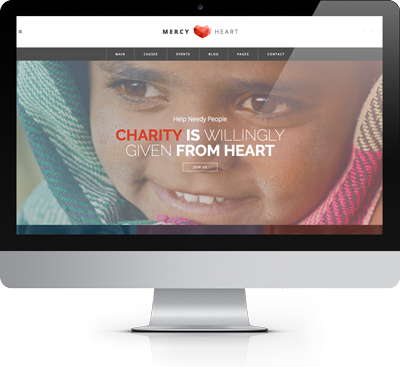 MERCY HEART
MAIN CAUSES EVENTS BLOG PAGES CONTACT
Help Needy People
CHARITY IS WILLINGLY
GIVEN FROM HEART
JOIN US